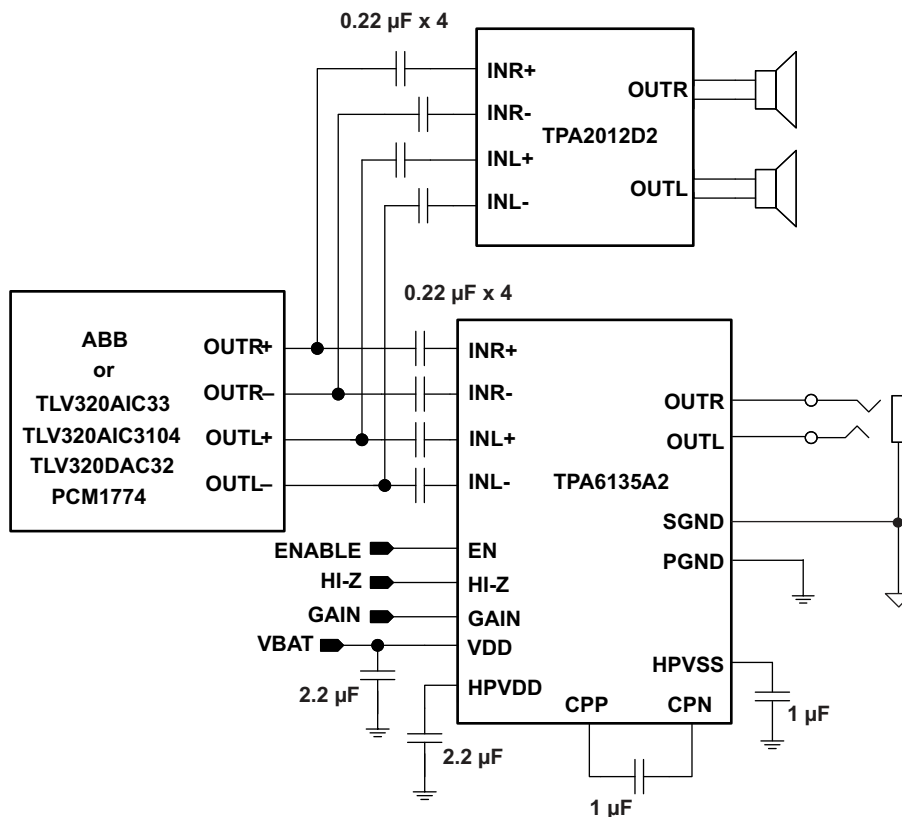 0.22 µF x 4
INR+
INR-
INL+
INL-
TPA2012D2
OUTR
OUTL
0.22 µF x 4
ABB
or
TLV320AIC33
TLV320AIC3104
TLV320DAC32
PCM1774
OUTR+
OUTR–
OUTL+
OUTL–
INR+
INR-
INL+
INL-
TPA6135A2
OUTR
OUTL
SGND
PGND
HPVSS
ENABLE
EN
HI-Z
HI-Z
GAIN
GAIN
VBAT
VDD
HPVDD
CPP
CPN
2.2 µF
2.2 µF
1 µF
1 µF